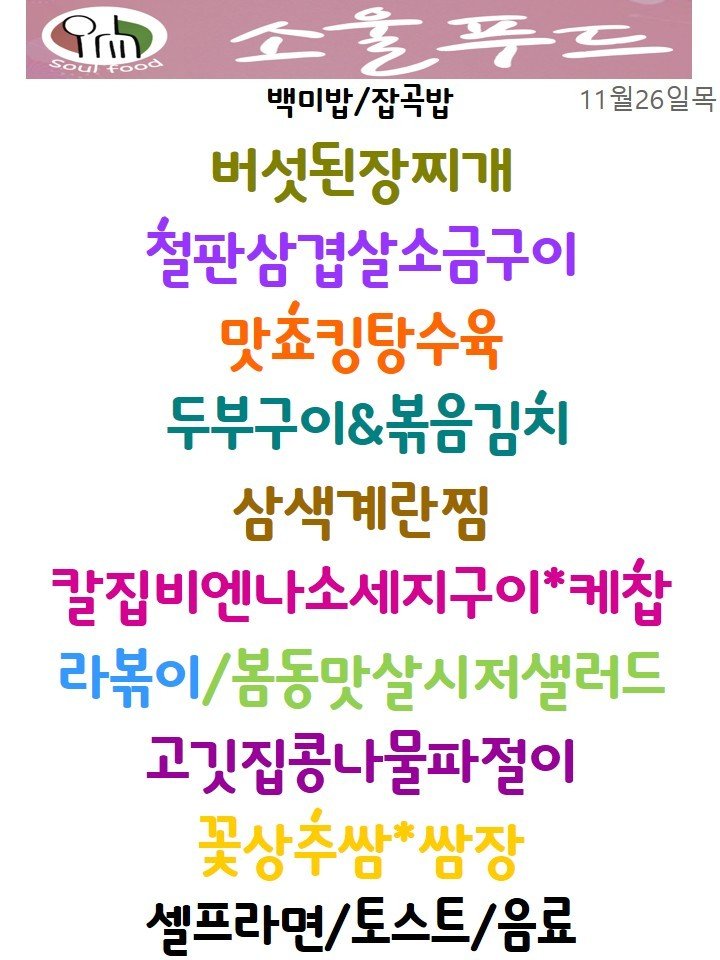 Soul food
소울푸드
백미밥/잡곡밥
11월26일목
버섯된장찌개
철판삼겹살소금구이
맛쵸킹탕수육
두부구이&볶음김치
삼색계란찜
칼집비엔나소세지구이*케찹
라볶이/봄동맛살시저샐러드
고깃집콩나물파절이
꽃상추쌈*쌈장
셀프라면/토스트/음료